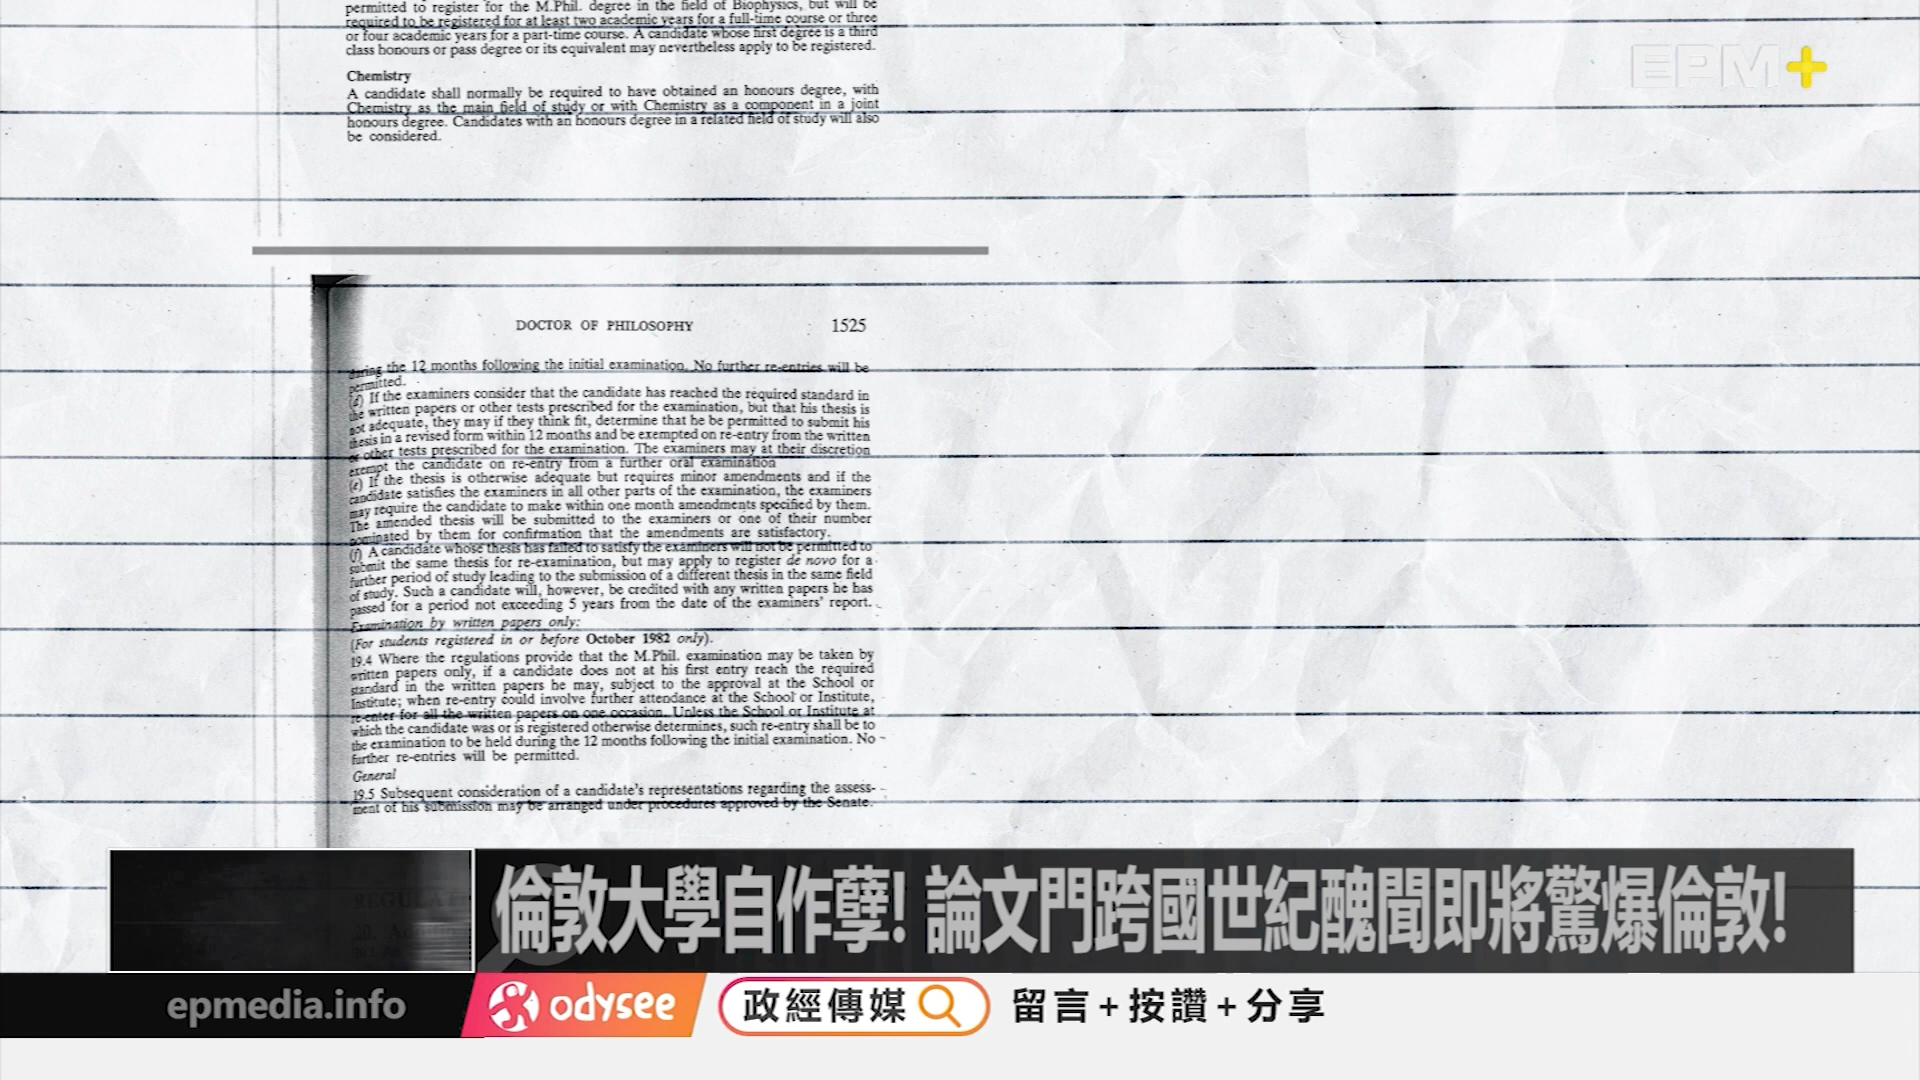 permitted to register for the M.Phil. degree in the field of Biophysics, but will be
required to be registered for at least two academic years for a full-time course or three
or four academic years for a part-time course. A candidate whose first degree is a third
class honours or pass degree or its equivalent may nevertheless apply to be registered.
Chemistry
A candidate shall normally be required to have obtained an honours degree, with
Chemistry as the main field of study or with Chemistry as a component in a joint
honours degree. Candidates with an honours degree in a related field of study will also
be considered.
EPM+
DOCTOR OF PHILOSOPHY 1525
during the 12 months following the initial examination. No further re-entries will be
permitted.
(d) If the examiners consider that the candidate has reached the required standard in
the written papers or other tests prescribed for the examination, but that his thesis is
not adequate, they may if they think fit, determine that he be permitted to submit his
thesis in a revised form within 12 months and be exempted on re-entry from the written
or other tests prescribed for the examination. The examiners may at their discretion
exempt the candidate on re-entry from a further oral examination
(e) If the thesis is otherwise adequate but requires minor amendments and if the
candidate satisfies the examiners in all other parts of the examination, the examiners
may require the candidate to make within one month amendments specified by them.
The amended thesis will be submitted to the examiners or one of their number
nominated by them for confirmation that the amendments are satisfactory.
(f) A candidate whose thesis has failed to satisfy the examiners will not be permitted to
submit the same thesis for re-examination, but may apply to register de novo for a
further period of study leading to the submission of a different thesis in the same field
of study. Such a candidate will, however, be credited with any written papers he has
passed for a period not exceeding 5 years from the date of the examiners' report.
Examination by written papers only:
(For students registered in or before October 1982 only).
19.4 Where the regulations provide that the M.Phil. examination may be taken by
written papers only, if a candidate does not at his first entry reach the required
standard in the written papers he may, subject to the approval at the School or
Institute; when re-entry could involve further attendance at the School or Institute,
re-enter for all the written papers on one occasion. Unless the School or Institute at
which the candidate was or is registered otherwise determines, such re-entry shall be to
the examination to be held during the 12 months following the initial examination. No
further re-entries will be permitted.
General
19.5 Subsequent consideration of a candidate's representations regarding the assess-
ment of his submission may be arranged under procedures approved by the Senate.
倫敦大學自作孽! 論文門跨國世紀醜聞即將驚爆倫敦!
epmedia.info
odysee
政經傳媒
留言+按讚+分享